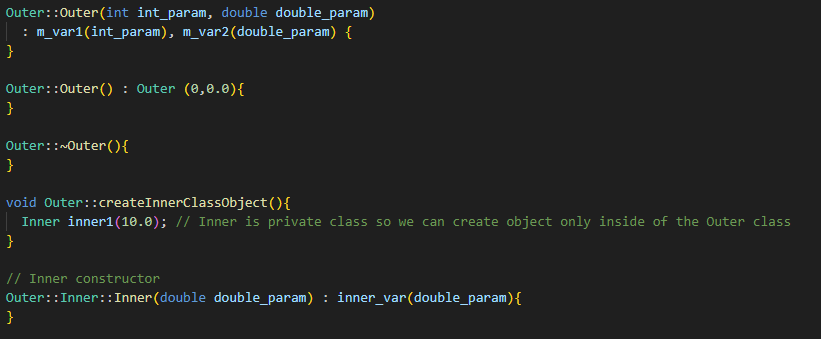 Outer::Outer(int int_param, double double_param)
  : m_var1(int_param), m_var2(double_param) {
}
Outer::Outer() : Outer (0,0.0){
}
Outer::~Outer(){
}
void Outer::createInnerClassObject(){
  Inner inner1(10.0); // Inner is private class so we can create object only inside of the Outer class
}
// Inner constructor
Outer::Inner::Inner(double double_param) : inner_var(double_param){
}